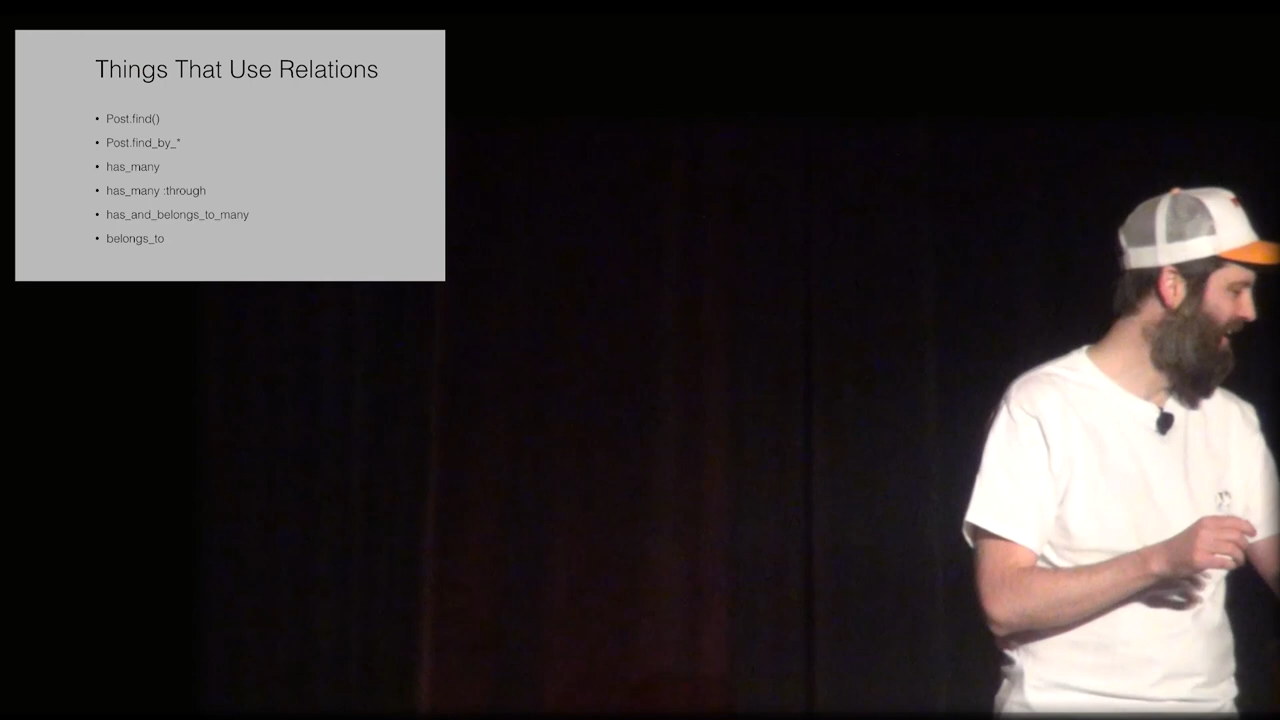 Things That Use Relations
• Post.find()
• Post.find_by_*
• has_many
• has_many :through
• has_and_belongs_to_many
• belongs_to